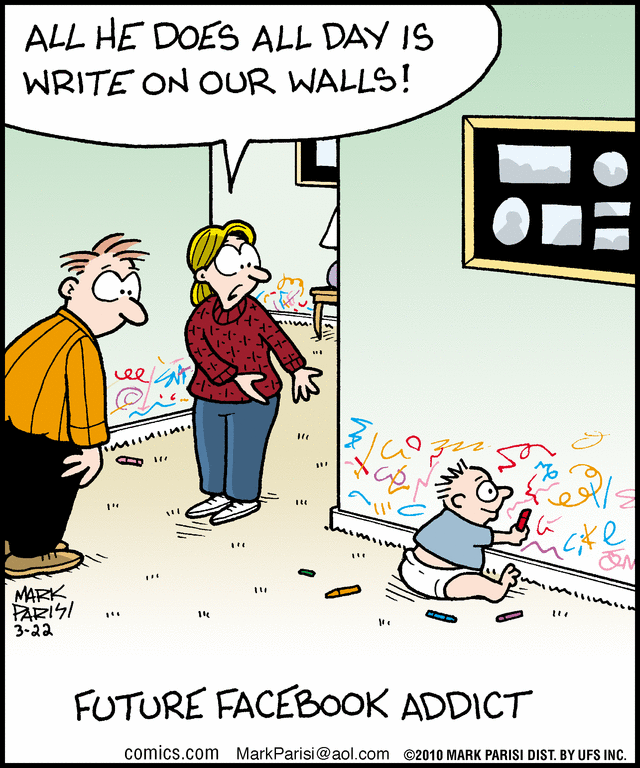 ALL HE DOES ALL DAY IS
WRITE ON OUR WALLS!
MARK
PARISI
3-22
FUTURE FACEBOOK ADDICT
comics.com MarkParisi@aol.com ©2010 MARK PARISI DIST. BY UFS INC.